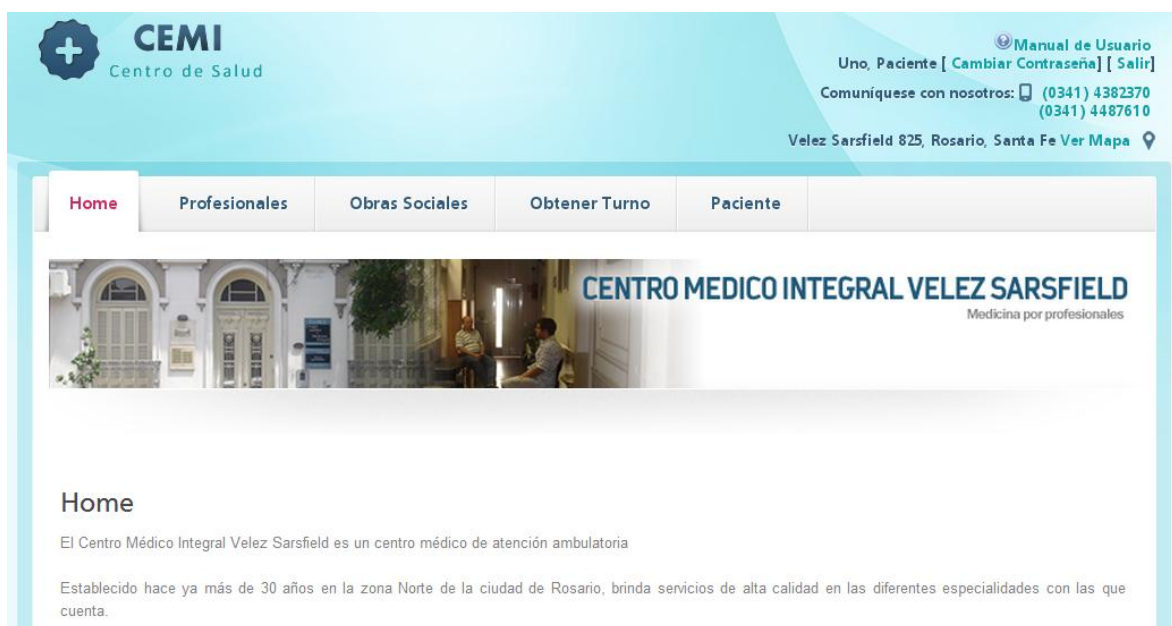 CEMI
Centro de Salud
Manual de Usuario
Uno, Paciente [ Cambiar Contraseña] [ Salir]
Comuníquese con nosotros: (0341) 4382370
(0341) 4487610
Velez Sarsfield 825, Rosario, Santa Fe Ver Mapa
Home Profesionales Obras Sociales Obtener Turno Paciente
CENTRO MEDICO INTEGRAL VELEZ SARSFIELD
Medicina por profesionales
Home
El Centro Médico Integral Velez Sarsfield es un centro médico de atención ambulatoria
Establecido hace ya más de 30 años en la zona Norte de la ciudad de Rosario, brinda servicios de alta calidad en las diferentes especialidades con las que
cuenta.